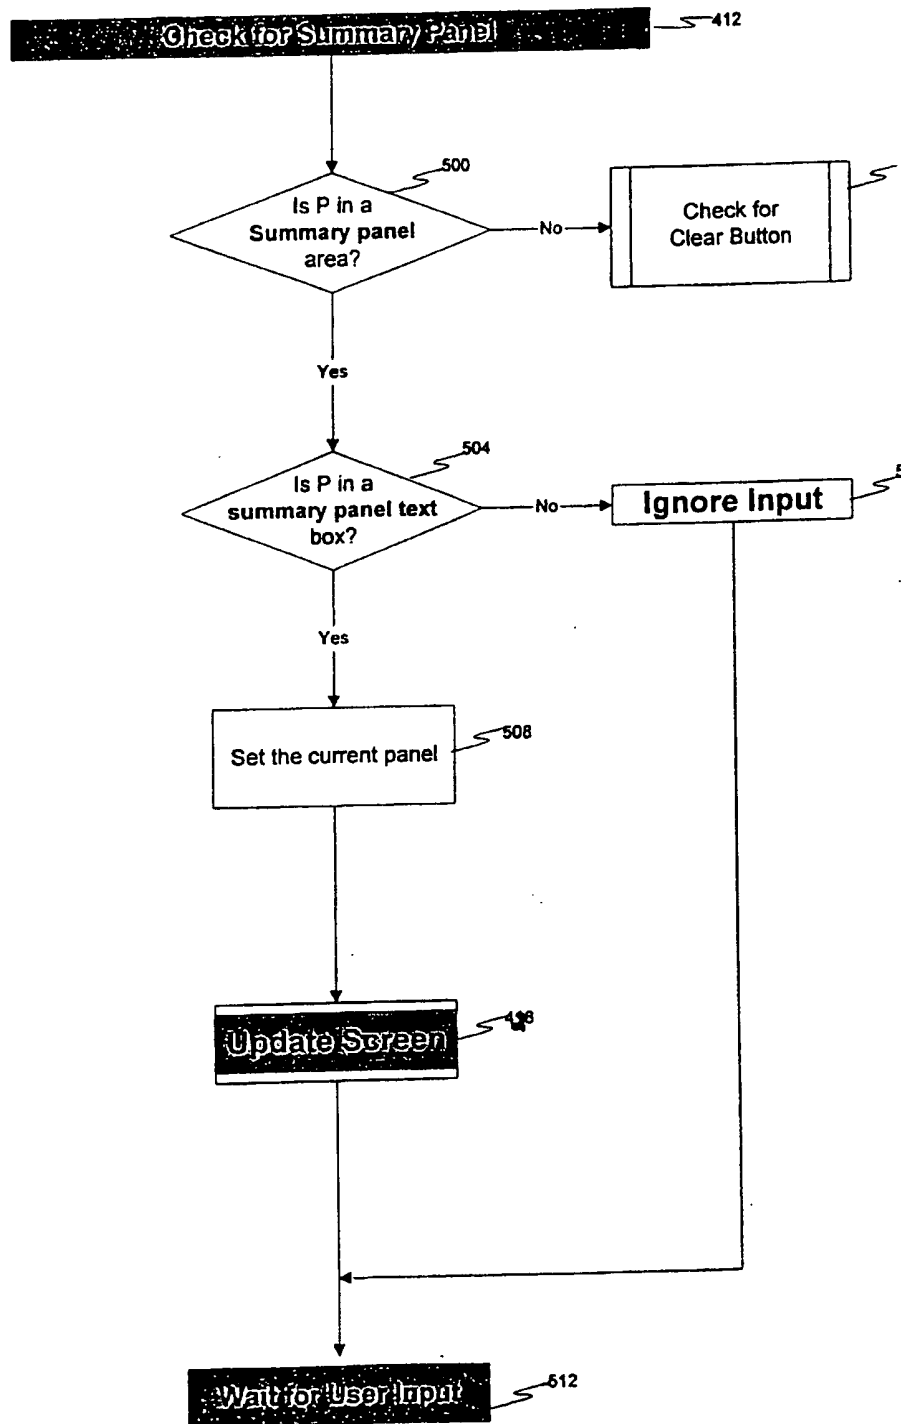 Check for Summary Panel
412
500
Is P in a
Summary panel
area?
No
Check for
Clear Button
Yes
504
Is P in a
summary panel text
box?
No
Ignore Input
5
Yes
Set the current panel
508
Update Screen
Wait for User Input
512